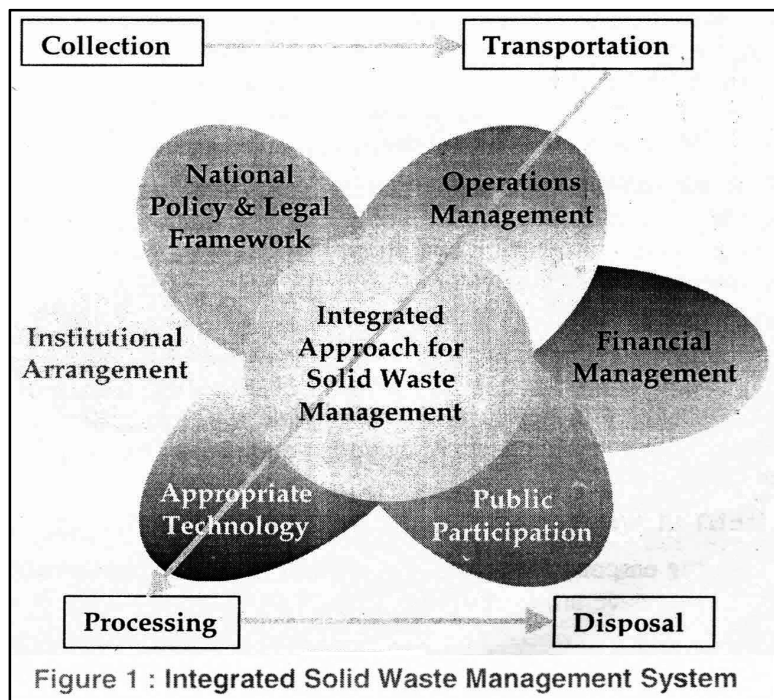 Collection
Transportation
National
Policy & Legal
Framework
Operations
Management
Institutional
Arrangement
Integrated
Approach for
Solid Waste
Management
Financial
Management
Appropriate
Technology
Public
Participation
Processing
Disposal
Figure 1 : Integrated Solid Waste Management System